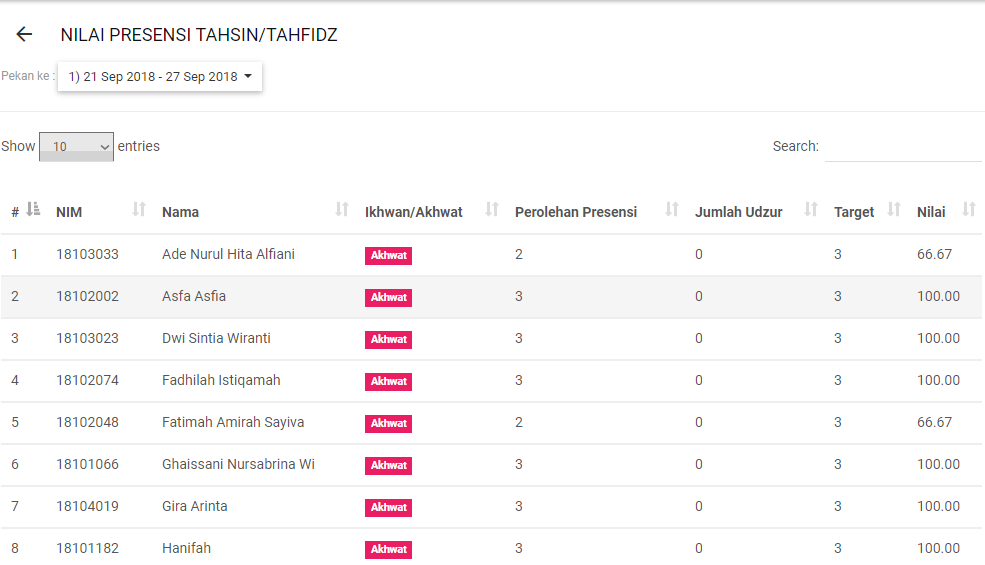 NILAI PRESENSI TAHSIN/TAHFIDZ
Pekan ke : 1) 21 Sep 2018 - 27 Sep 2018
Show 10 entries Search:
# NIM Nama Ikhwan/Akhwat Perolehan Presensi Jumlah Udzur Target Nilai
1 18103033 Ade Nurul Hita Alfiani Akhwat 2 0 3 66.67
2 18102002 Asfa Asfia Akhwat 3 0 3 100.00
3 18103023 Dwi Sintia Wiranti Akhwat 3 0 3 100.00
4 18102074 Fadhilah Istiqamah Akhwat 3 0 3 100.00
5 18102048 Fatimah Amirah Sayiva Akhwat 2 0 3 66.67
6 18101066 Ghaissani Nursabrina Wi Akhwat 3 0 3 100.00
7 18104019 Gira Arinta Akhwat 3 0 3 100.00
8 18101182 Hanifah Akhwat 3 0 3 100.00